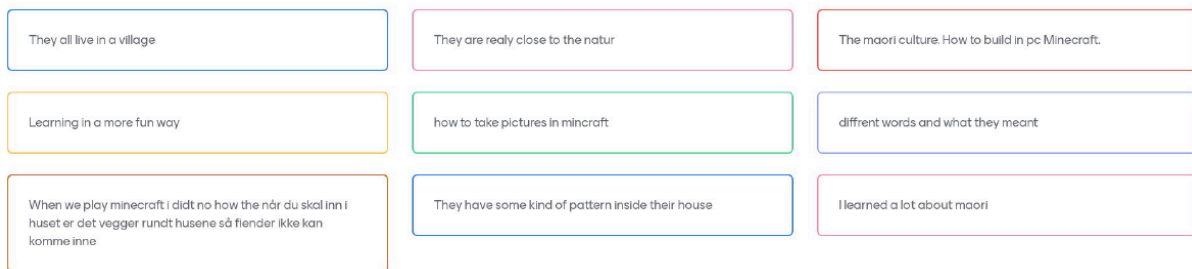 They all live in a village
They are realy close to the natur
The maori culture. How to build in pc Minecraft.
Learning in a more fun way
how to take pictures in mincraft
diffrent words and what they meant
When we play minecraft i didt no how the når du skal inn i
huset er det vegger rundt husene så fiender ikke kan
komme inne
They have some kind of pattern inside their house
I learned a lot about maori